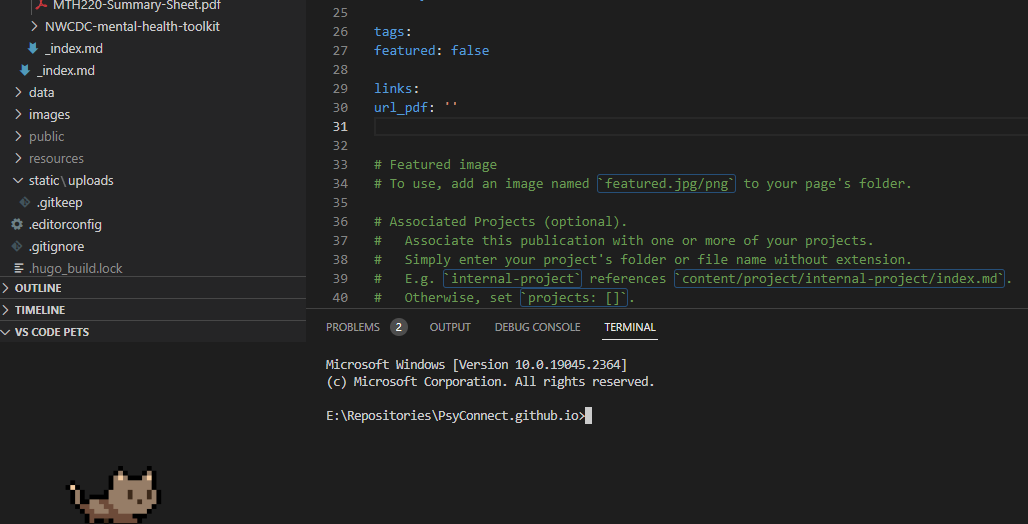 MTH220-Summary-Sheet.pdf
NWCDC-mental-health-toolkit
_index.md
_index.md
data
images
public
resources
static\uploads
.gitkeep
.editorconfig
.gitignore
.hugo_build.lock
OUTLINE
TIMELINE
VS CODE PETS
25
26 tags:
27 featured: false
28
29 links:
30 url_pdf: ''
31
32
33 # Featured image
34 # To use, add an image named `featured.jpg/png` to your page's folder.
35
36 # Associated Projects (optional).
37 #   Associate this publication with one or more of your projects.
38 #   Simply enter your project's folder or file name without extension.
39 #   E.g. `internal-project` references `content/project/internal-project/index.md`.
40 #   Otherwise, set `projects: []`.
PROBLEMS 2 OUTPUT DEBUG CONSOLE TERMINAL
Microsoft Windows [Version 10.0.19045.2364]
(c) Microsoft Corporation. All rights reserved.
E:\Repositories\PsyConnect.github.io>